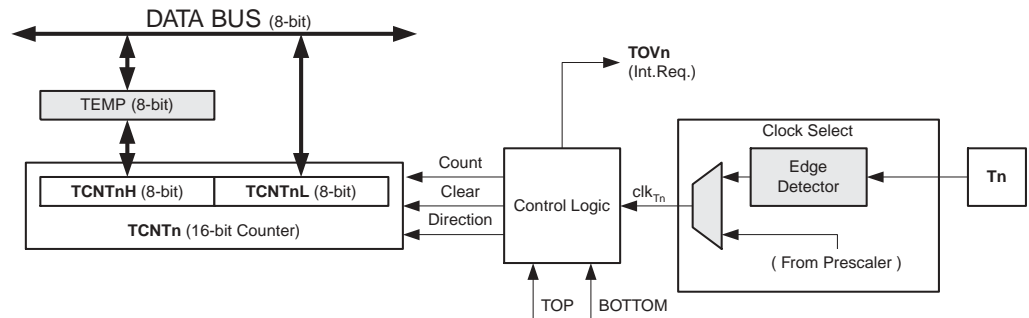 DATA BUS (8-bit)
TOVn
(Int.Req.)
TEMP (8-bit)
Clock Select
Count
Edge
Detector
Tn
TCNTnH (8-bit)
TCNTnL (8-bit)
Clear
Control Logic
clkTn
Direction
TCNTn (16-bit Counter)
( From Prescaler )
TOP
BOTTOM